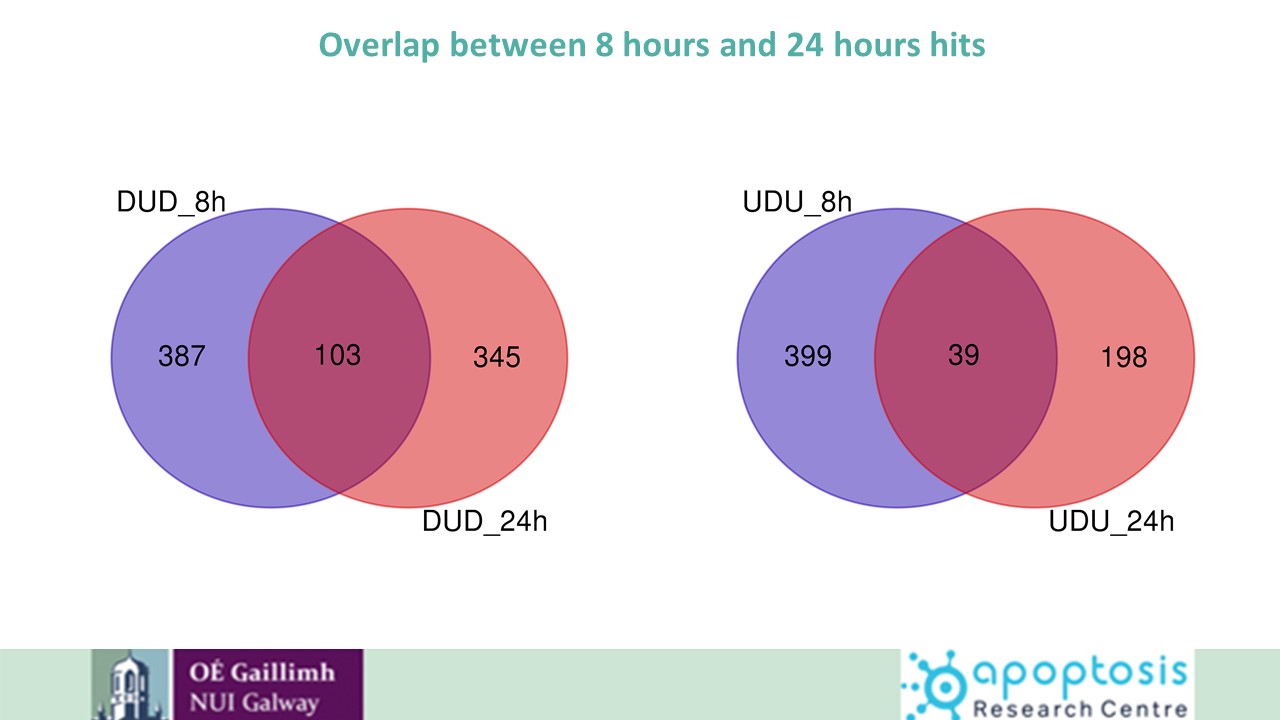 Overlap between 8 hours and 24 hours hits
DUD_8h
387
103
345
DUD_24h
UDU_8h
399
39
198
UDU_24h
OÉ Gaillimh
NUI Galway
apoptosis
Research Centre